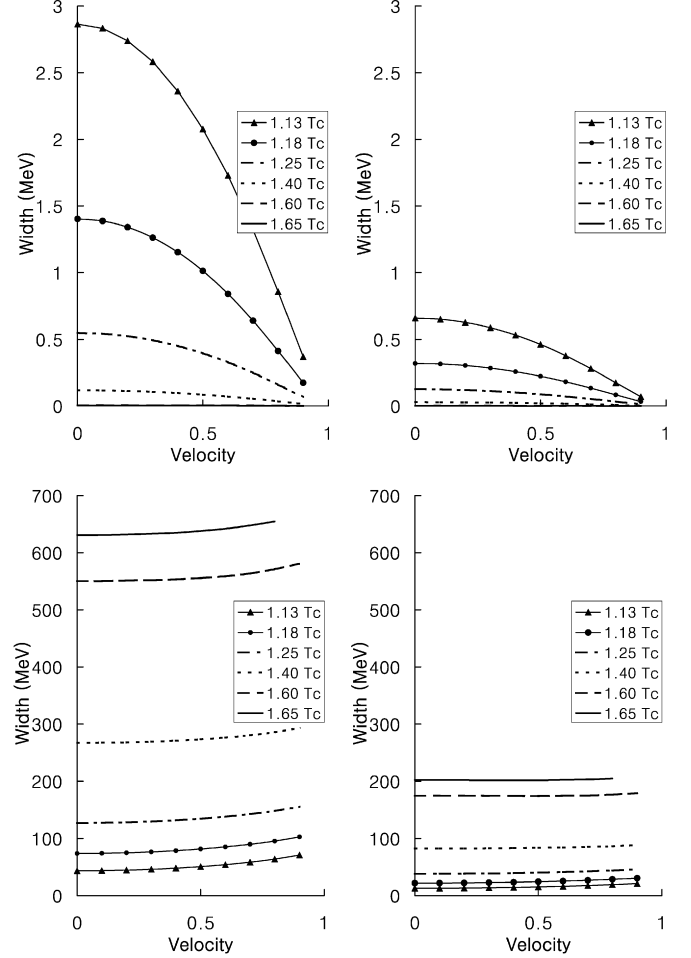 3
2.5
2
1.5
1
0.5
0
Width (MeV)
1.13 Tc
1.18 Tc
1.25 Tc
1.40 Tc
1.60 Tc
1.65 Tc
0 0.5 1
Velocity
3
2.5
2
1.5
1
0.5
0
Width (MeV)
1.13 Tc
1.18 Tc
1.25 Tc
1.40 Tc
1.60 Tc
1.65 Tc
0 0.5 1
Velocity
700
600
500
400
300
200
100
0
Width (MeV)
1.13 Tc
1.18 Tc
1.25 Tc
1.40 Tc
1.60 Tc
1.65 Tc
0 0.5 1
Velocity
700
600
500
400
300
200
100
0
Width (MeV)
1.13 Tc
1.18 Tc
1.25 Tc
1.40 Tc
1.60 Tc
1.65 Tc
0 0.5 1
Velocity